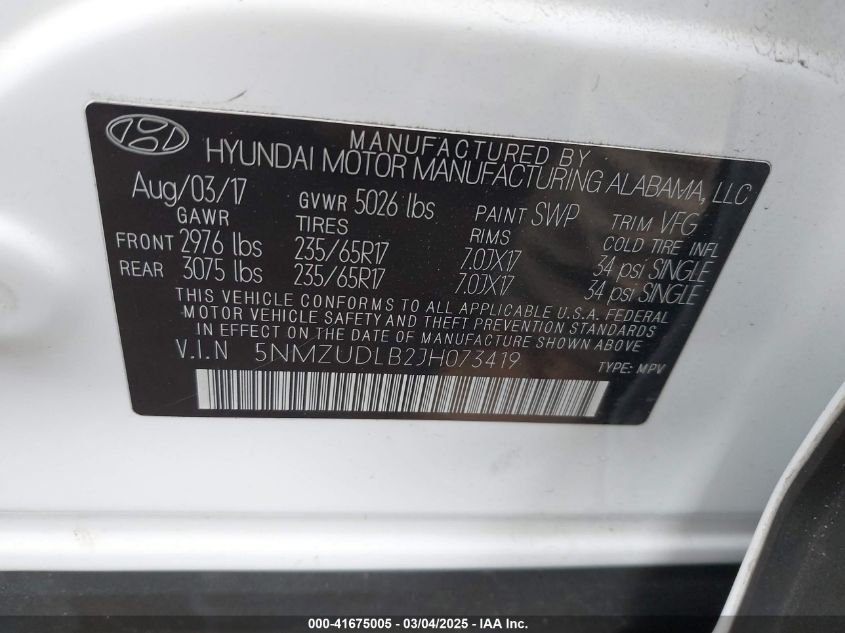 MANUFACTURED BY
HYUNDAI MOTOR MANUFACTURING ALABAMA, LLC
Aug/03/17 GVWR 5026 lbs PAINT SWP TRIM VFG
GAWR TIRES RIMS COLD TIRE INFL
FRONT 2976 lbs 235/65R17 7.0JX17 34 psi SINGLE
REAR 3075 lbs 235/65R17 7.0JX17 34 psi SINGLE
THIS VEHICLE CONFORMS TO ALL APPLICABLE U.S.A. FEDERAL
MOTOR VEHICLE SAFETY AND THEFT PREVENTION STANDARDS
IN EFFECT ON THE DATE OF MANUFACTURE SHOWN ABOVE.
V.I.N 5NMZUDLB2JH073419 TYPE: MPV
000-41675005 - 03/04/2025 - IAA Inc.